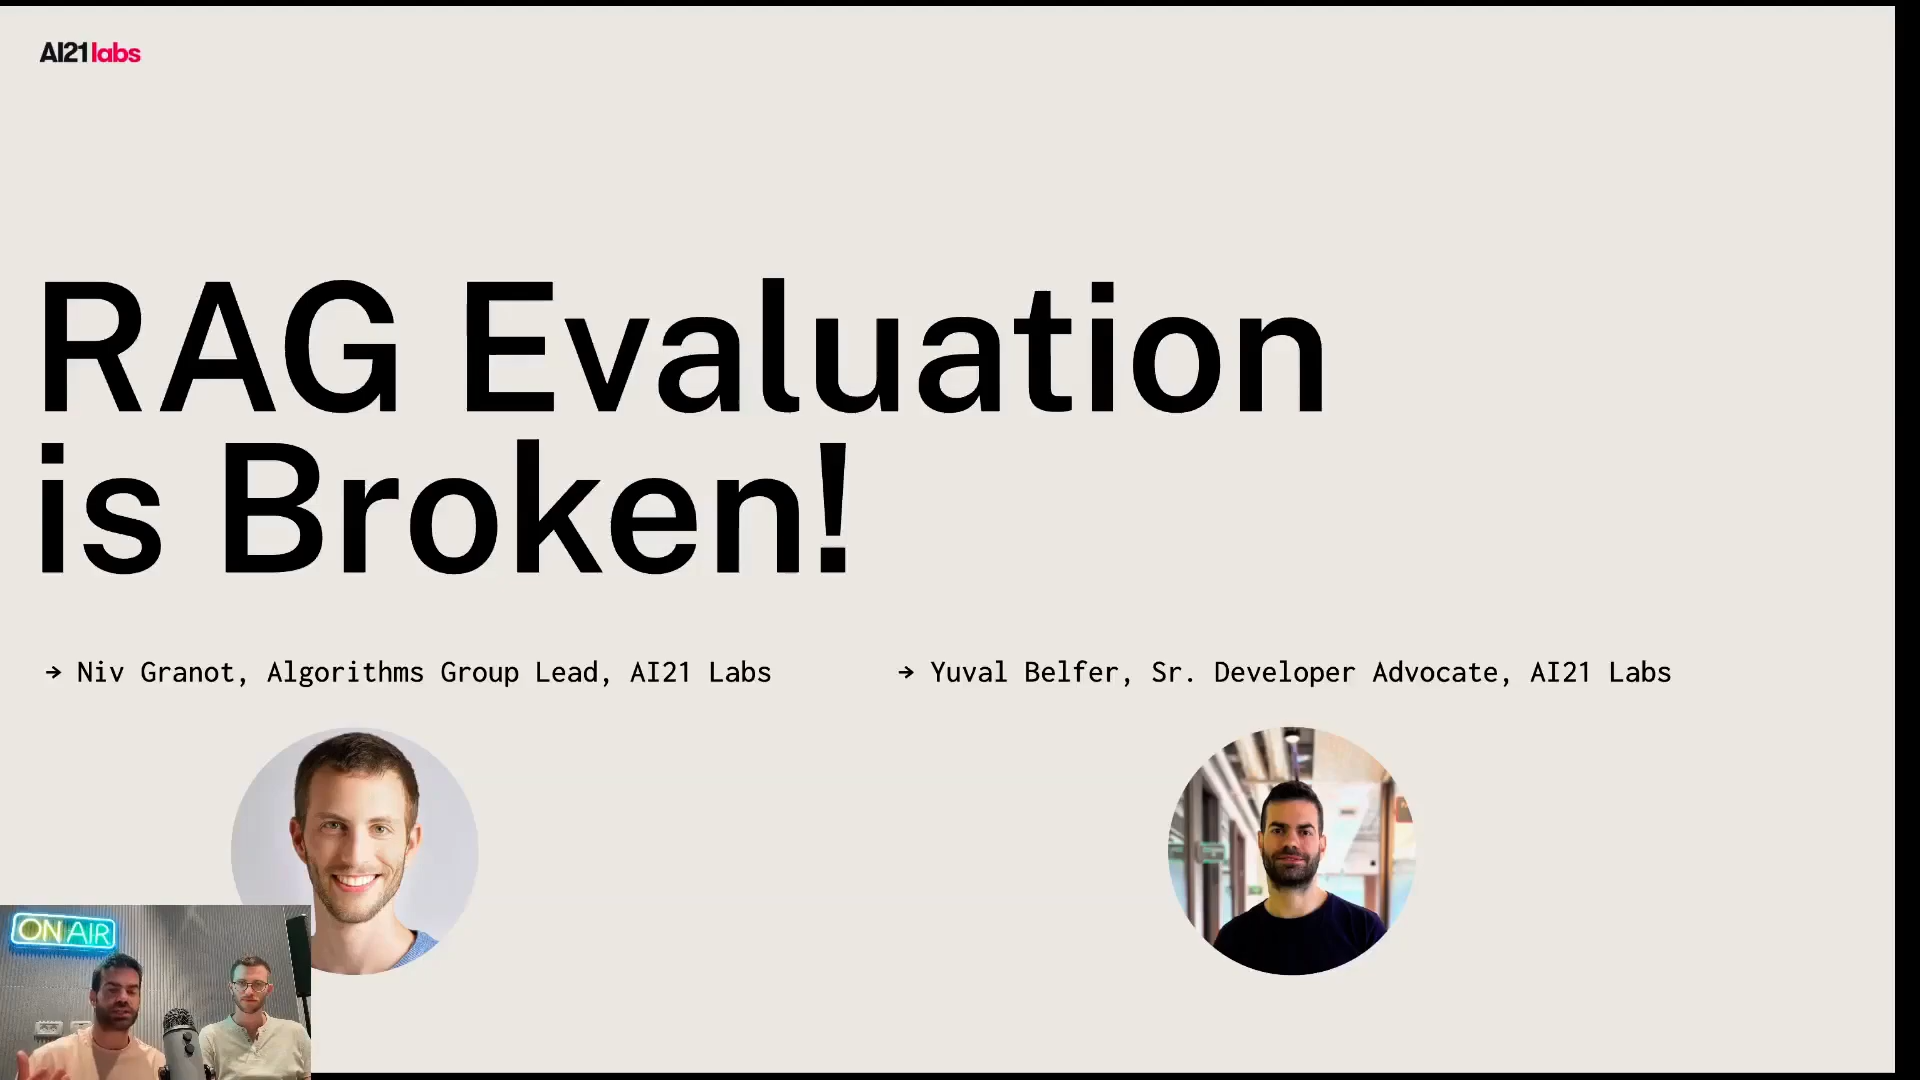 AI21labs
RAG Evaluation
is Broken!
→ Niv Granot, Algorithms Group Lead, AI21 Labs
→ Yuval Belfer, Sr. Developer Advocate, AI21 Labs
ON AIR